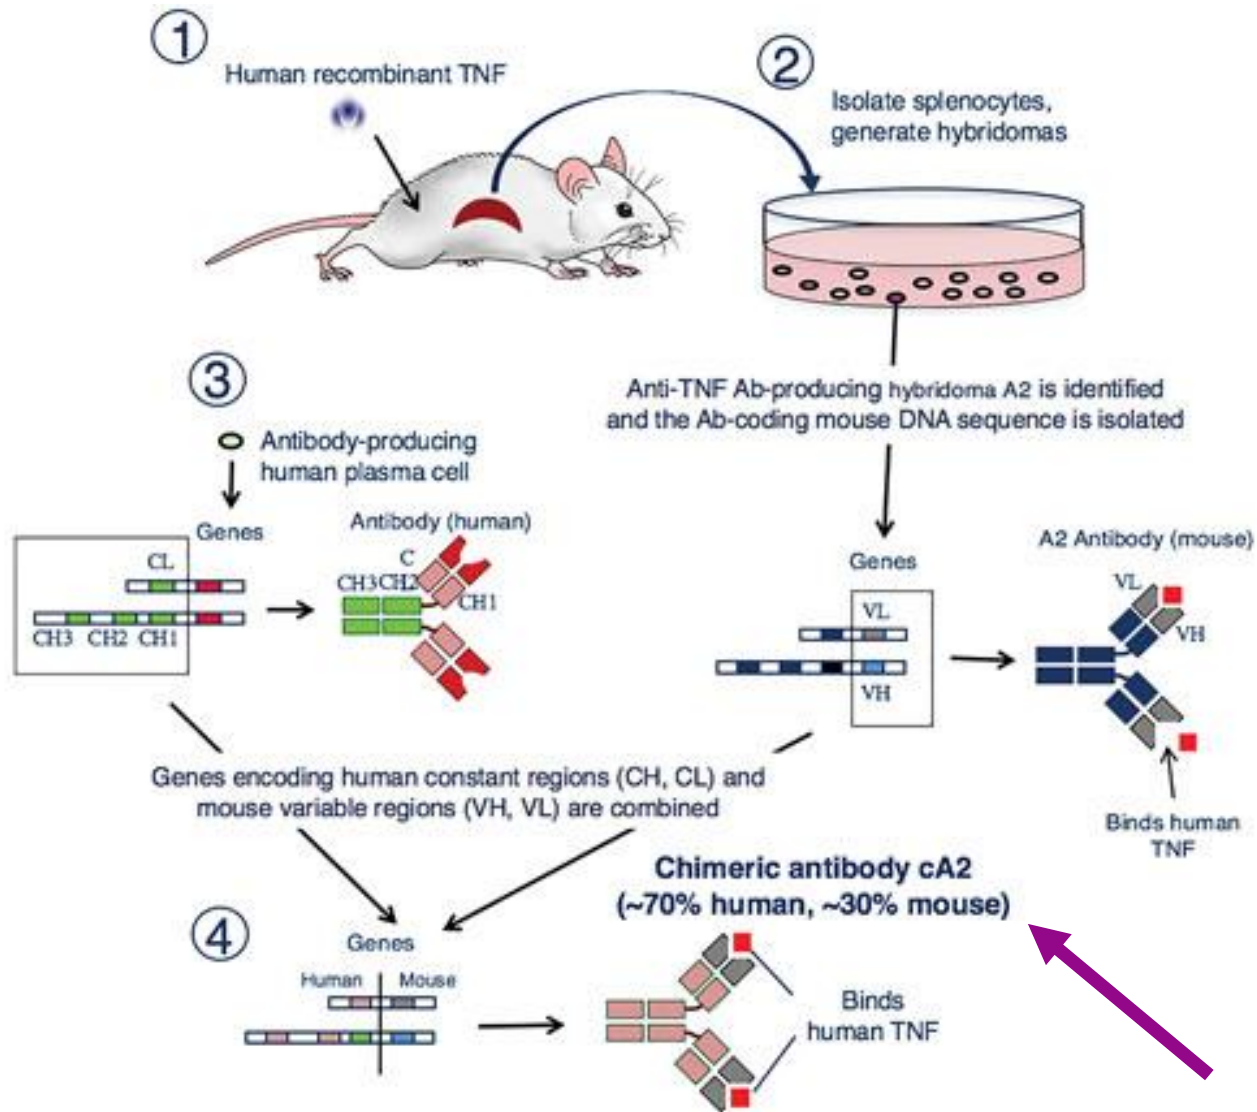 1
Human recombinant TNF
2
Isolate splenocytes,
generate hybridomas
Anti-TNF Ab-producing hybridoma A2 is identified
and the Ab-coding mouse DNA sequence is isolated
3
Antibody-producing
human plasma cell
Genes
CL
CH3 CH2 CH1
Antibody (human)
C
CH3 CH2
CH1
Genes
VL
VH
A2 Antibody (mouse)
VL
VH
Binds human
TNF
Genes encoding human constant regions (CH, CL) and
mouse variable regions (VH, VL) are combined
Chimeric antibody cA2
(~70% human, ~30% mouse)
4
Genes
Human Mouse
Binds
human TNF